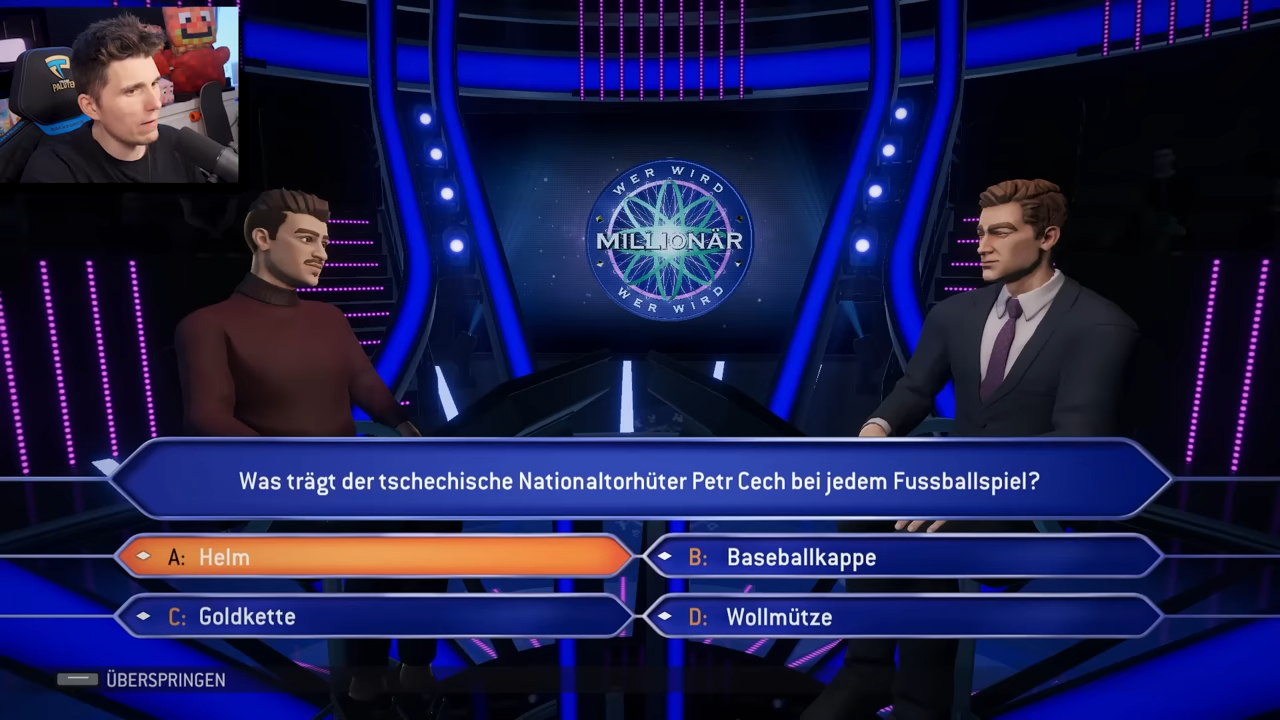 PALUTEN
WER WIRD
MILLIONÄR
WER WIRD
Was trägt der tschechische Nationaltorhüter Petr Cech bei jedem Fussballspiel?
A: Helm
B: Baseballkappe
C: Goldkette
D: Wollmütze
ÜBERSPRINGEN